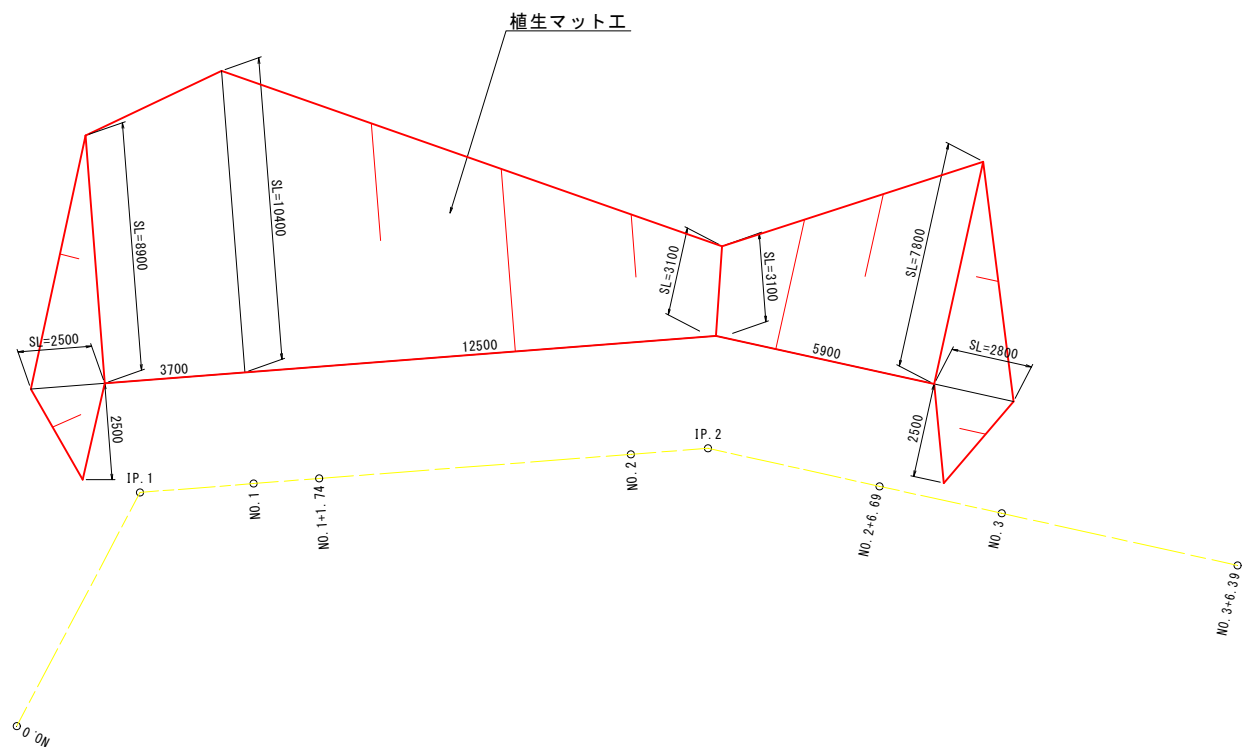 植生マット工
SL=8900
SL=10400
SL=3100
SL=3100
SL=7800
SL=2500
3700
12500
5900
SL=2800
2500
2500
IP.1
NO.1
NO.1+1.74
NO.2
IP.2
NO.2+6.69
NO.3
NO.3+6.39
NO.0